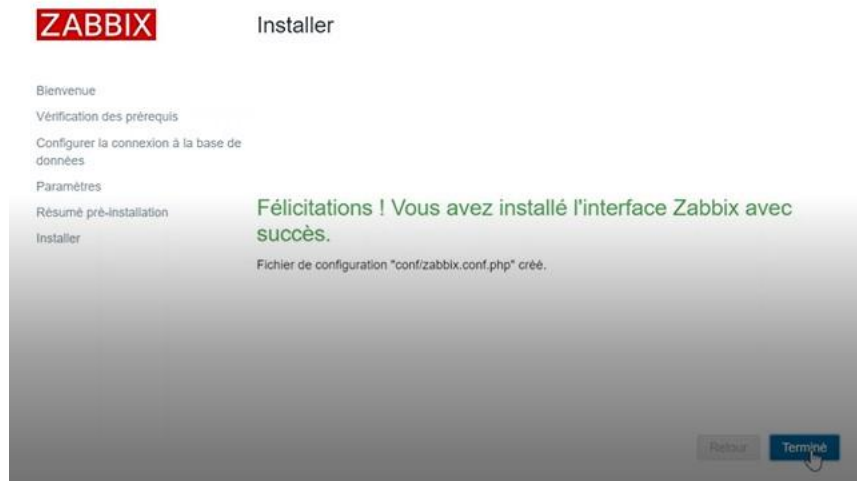 ZABBIX
Installer
Bienvenue
Vérification des prérequis
Configurer la connexion à la base de
données
Paramètres
Résumé pré-installation
Installer
Félicitations ! Vous avez installé l'interface Zabbix avec
succès.
Fichier de configuration "conf/zabbix.conf.php" créé.
Retour
Terminé